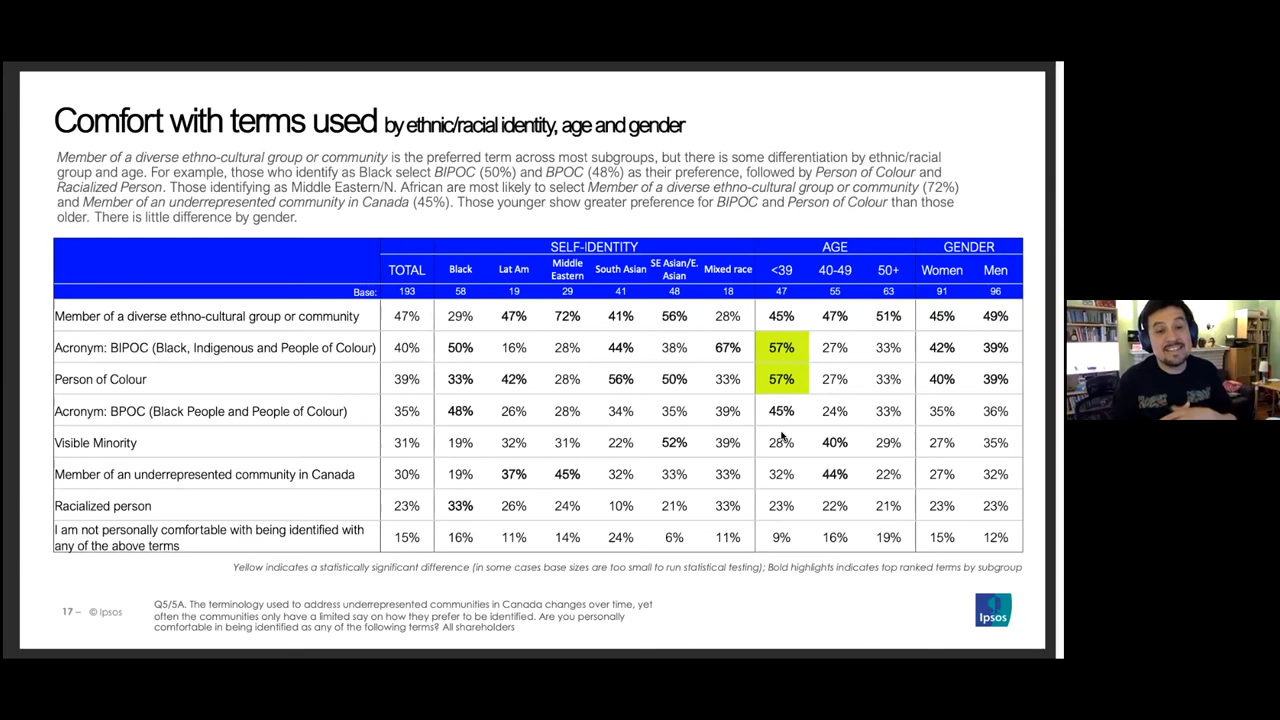 Comfort with terms used by ethnic/racial identity, age and gender
Member of a diverse ethno-cultural group or community is the preferred term across most subgroups, but there is some differentiation by ethnic/racial
group and age. For example, those who identify as Black select BIPOC (50%) and BPOC (48%) as their preference, followed by Person of Colour and
Racialized Person. Those identifying as Middle Eastern/N. African are most likely to select Member of a diverse ethno-cultural group or community (72%)
and Member of an underrepresented community in Canada (45%). Those younger show greater preference for BIPOC and Person of Colour than those
older. There is little difference by gender.
SELF-IDENTITY AGE GENDER
TOTAL Black Lat Am Middle Eastern South Asian SE Asian/E. Asian Mixed race <39 40-49 50+ Women Men
Base: 193 58 19 29 41 48 18 47 55 63 91 96
Member of a diverse ethno-cultural group or community 47% 29% 47% 72% 41% 56% 28% 45% 47% 51% 45% 49%
Acronym: BIPOC (Black, Indigenous and People of Colour) 40% 50% 16% 28% 44% 38% 67% 57% 27% 33% 42% 39%
Person of Colour 39% 33% 42% 28% 56% 50% 33% 57% 27% 33% 40% 39%
Acronym: BPOC (Black People and People of Colour) 35% 48% 26% 28% 34% 35% 39% 45% 24% 33% 35% 36%
Visible Minority 31% 19% 32% 31% 22% 52% 39% 28% 40% 29% 27% 35%
Member of an underrepresented community in Canada 30% 19% 37% 45% 32% 33% 33% 32% 44% 22% 27% 32%
Racialized person 23% 33% 26% 24% 10% 21% 33% 23% 22% 21% 23% 23%
I am not personally comfortable with being identified with
any of the above terms 15% 16% 11% 14% 24% 6% 11% 9% 16% 19% 15% 12%
Yellow indicates a statistically significant difference (in some cases base sizes are too small to run statistical testing); Bold highlights indicates top ranked terms by subgroup
17 – © Ipsos
Q5/5A. The terminology used to address underrepresented communities in Canada changes over time, yet
often the communities only have a limited say on how they prefer to be identified. Are you personally
comfortable in being identified as any of the following terms? All shareholders
Ipsos